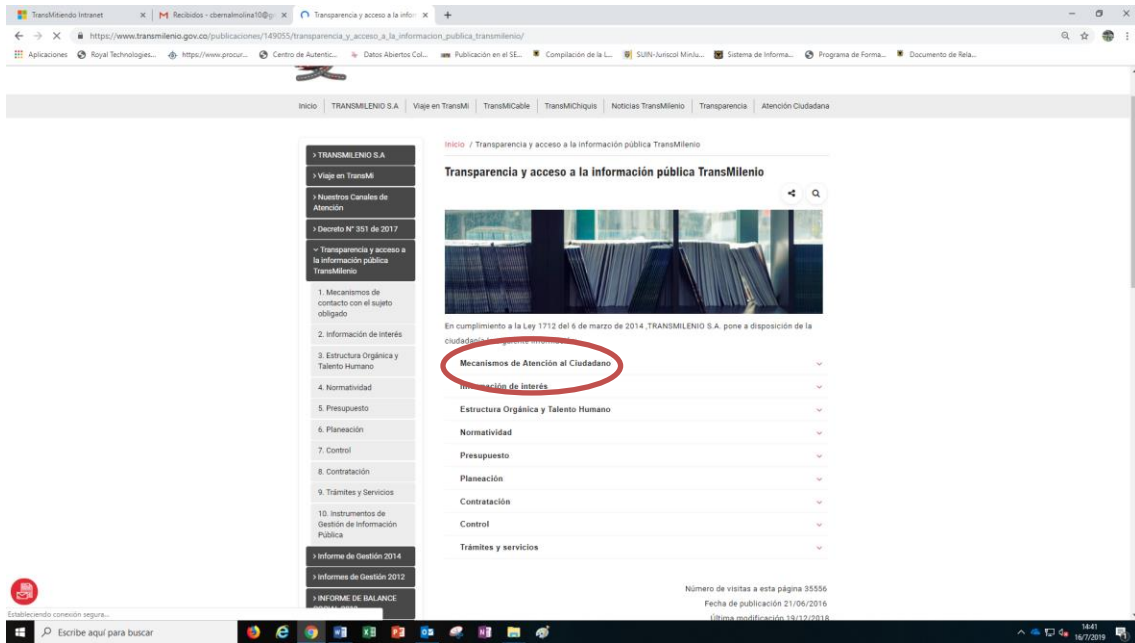 TransMitiendo Intranet
Recibidos - cbernalmolina10@g
Transparencia y acceso a la infor
https://www.transmilenio.gov.co/publicaciones/149055/transparencia_y_acceso_a_la_informacion_publica_transmilenio/
Aplicaciones Royal Technologies... https://www.procur... Centro de Autentic... Datos Abiertos Col... Publicación en el SE... Compilación de la L... SUIN-Juriscol MinJu... Sistema de Informa... Programa de Forma... Documento de Rela...
Inicio TRANSMILENIO S.A Viaje en TransMi TransMiCable TransMiChiquis Noticias TransMilenio Transparencia Atención Ciudadana
> TRANSMILENIO S.A
> Viaje en TransMi
> Nuestros Canales de
Atención
> Decreto N° 351 de 2017
Transparencia y acceso a
la información pública
TransMilenio
1. Mecanismos de
contacto con el sujeto
obligado
2. Información de Interés
3. Estructura Orgánica y
Talento Humano
4. Normatividad
5. Presupuesto
6. Planeación
7. Control
8. Contratación
9. Trámites y Servicios
10. Instrumentos de
Gestión de Información
Pública
> Informe de Gestión 2014
> Informes de Gestión 2012
> INFORME DE BALANCE
Inicio / Transparencia y acceso a la información pública TransMilenio
Transparencia y acceso a la información pública TransMilenio
En cumplimiento a la Ley 1712 del 6 de marzo de 2014 ,TRANSMILENIO S.A. pone a disposición de la
ciudadanía
Mecanismos de Atención al Ciudadano
Información de interés
Estructura Orgánica y Talento Humano
Normatividad
Presupuesto
Planeación
Contratación
Control
Trámites y servicios
Número de visitas a esta página 35556
Fecha de publicación 21/06/2016
Última modificación 19/12/2018
Estableciendo conexión segura...
Escribe aquí para buscar
14:41
16/7/2019